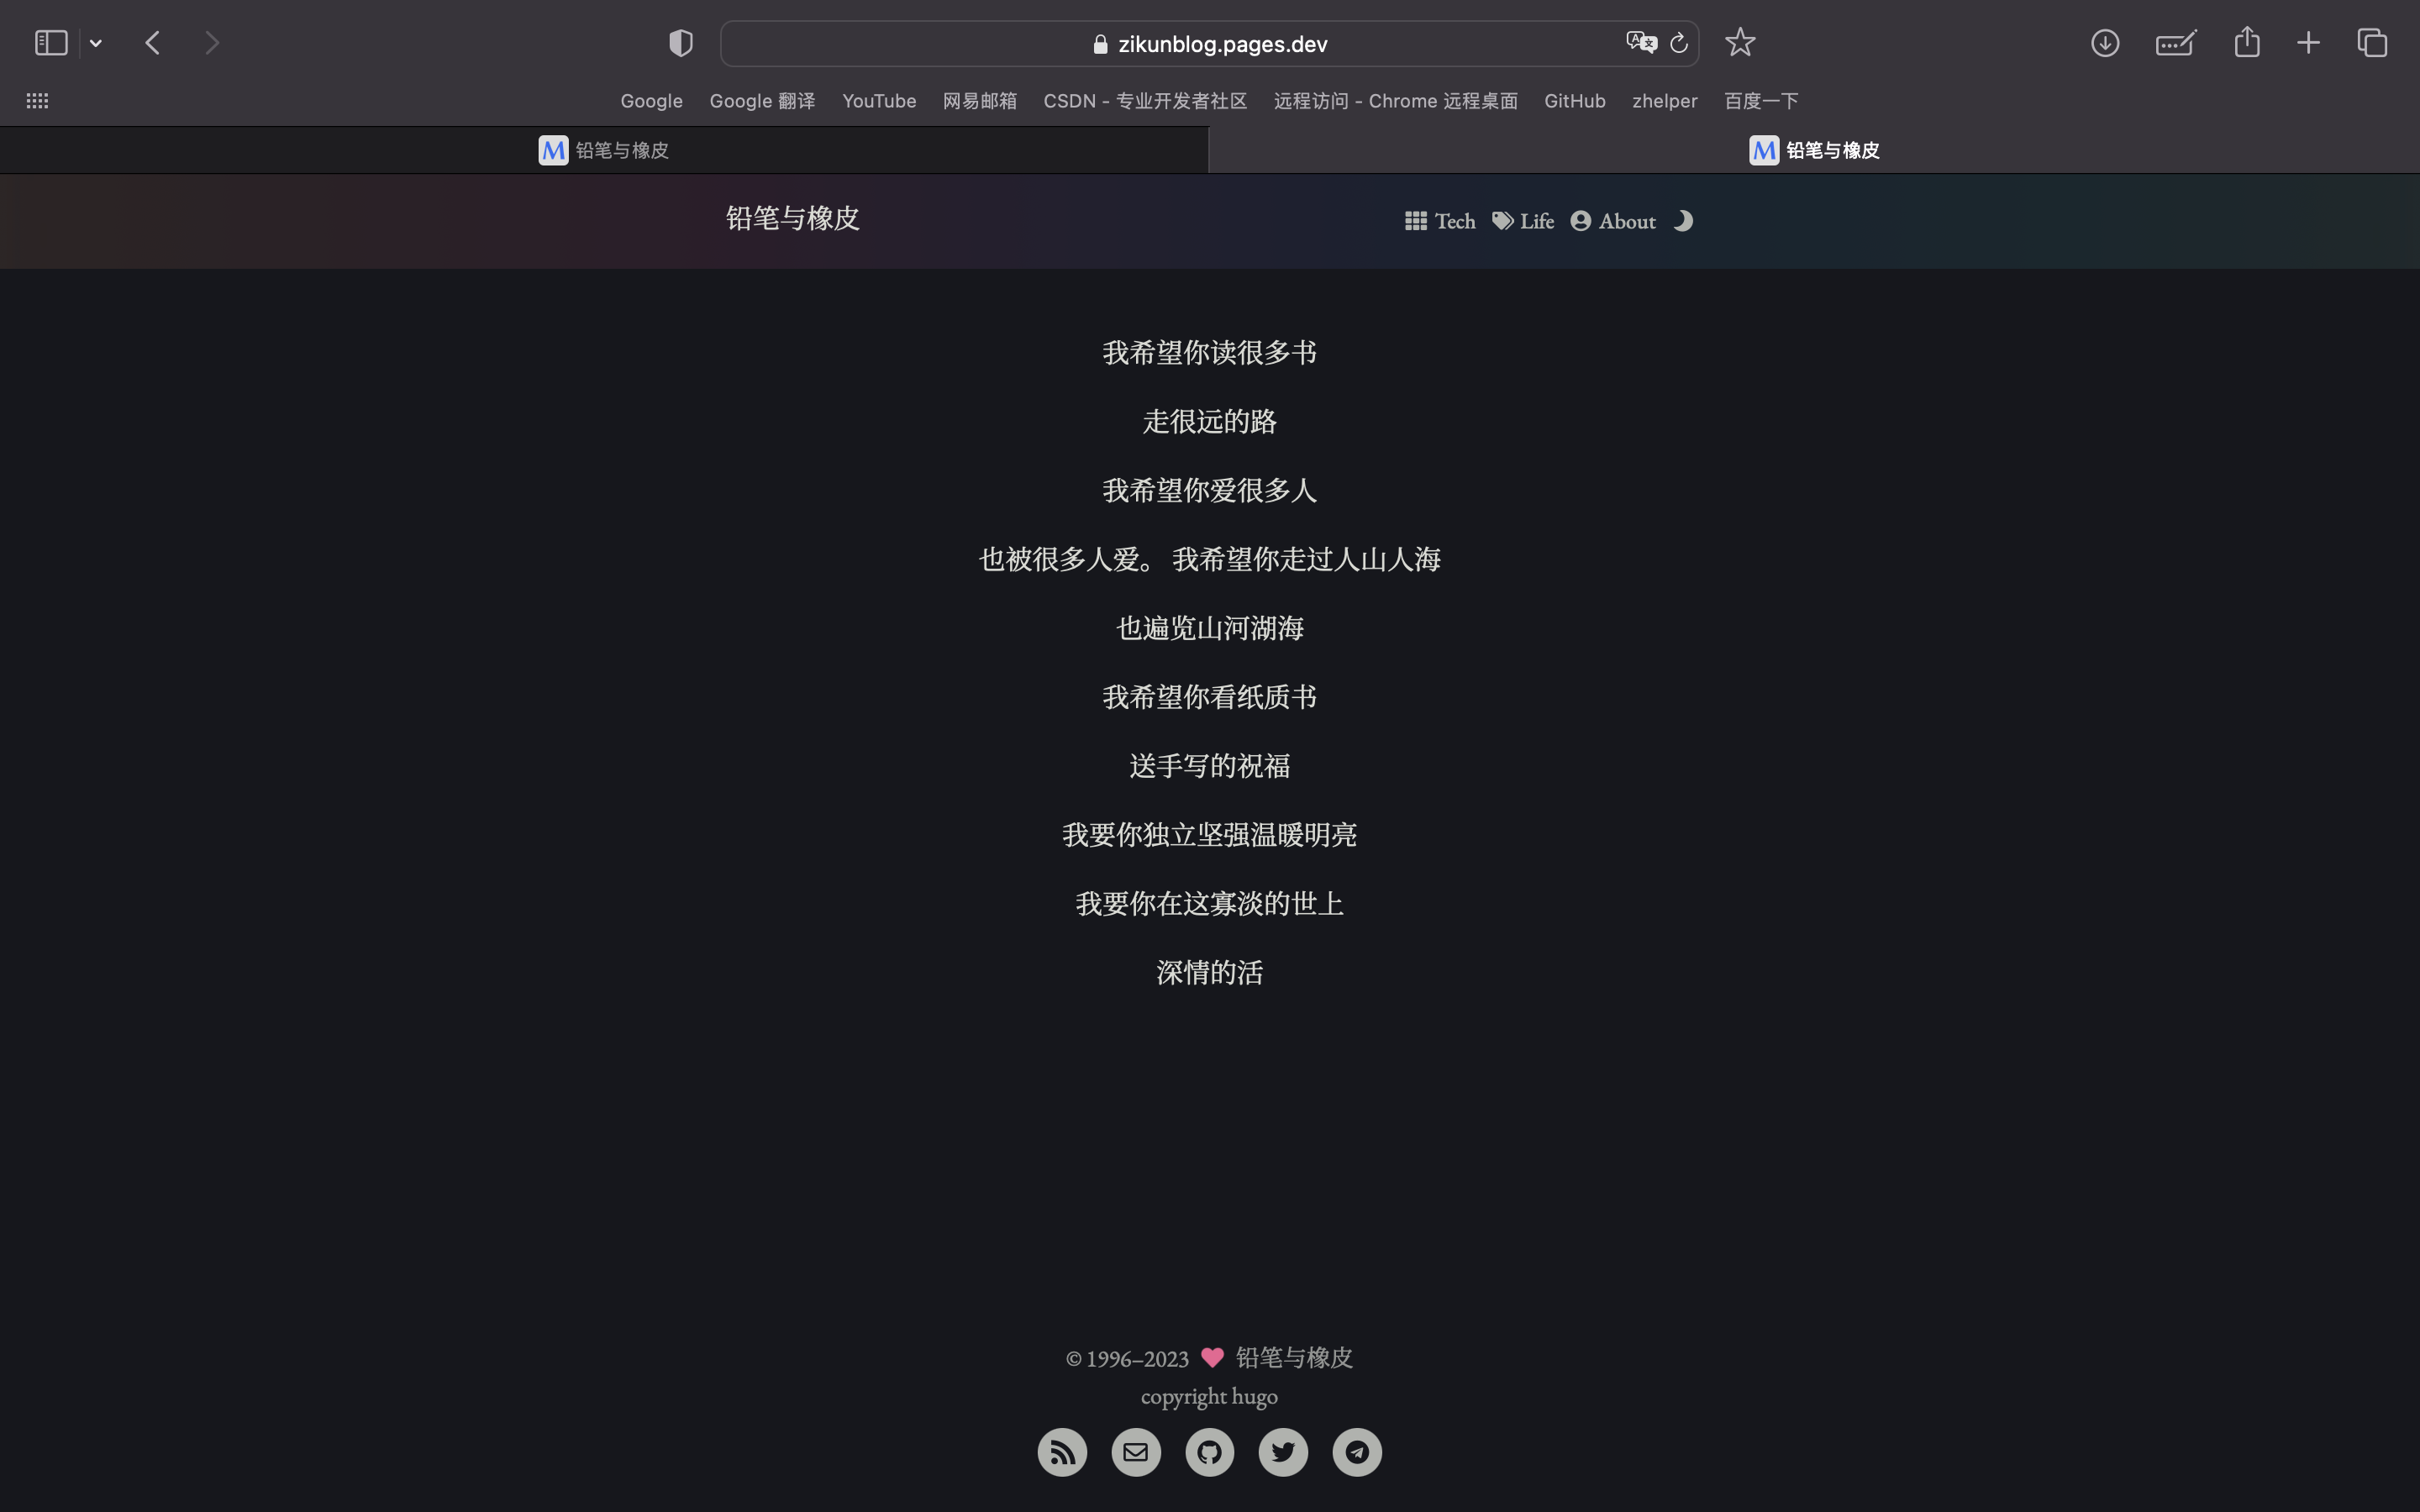 zikunblog.pages.dev
Google Google 翻译 YouTube 网易邮箱 CSDN - 专业开发者社区 远程访问 - Chrome 远程桌面 GitHub zhelper 百度一下
M 铅笔与橡皮 M 铅笔与橡皮
铅笔与橡皮 Tech Life About
我希望你读很多书
走很远的路
我希望你爱很多人
也被很多人爱。 我希望你走过人山人海
也遍览山河湖海
我希望你看纸质书
送手写的祝福
我要你独立坚强温暖明亮
我要你在这寡淡的世上
深情的活
© 1996–2023 铅笔与橡皮
copyright hugo